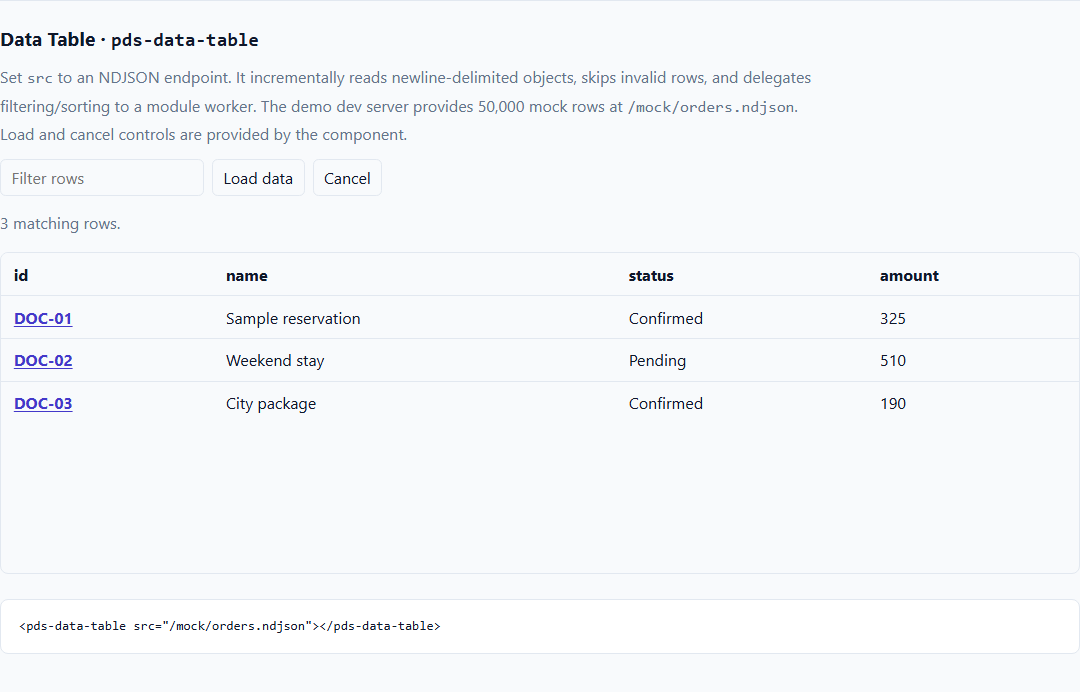 Data Table · pds-data-table
Set src to an NDJSON endpoint. It incrementally reads newline-delimited objects, skips invalid rows, and delegates
filtering/sorting to a module worker. The demo dev server provides 50,000 mock rows at /mock/orders.ndjson.
Load and cancel controls are provided by the component.
Filter rows Load data Cancel
3 matching rows.
id name status amount
DOC-01 Sample reservation Confirmed 325
DOC-02 Weekend stay Pending 510
DOC-03 City package Confirmed 190
<pds-data-table src="/mock/orders.ndjson"></pds-data-table>